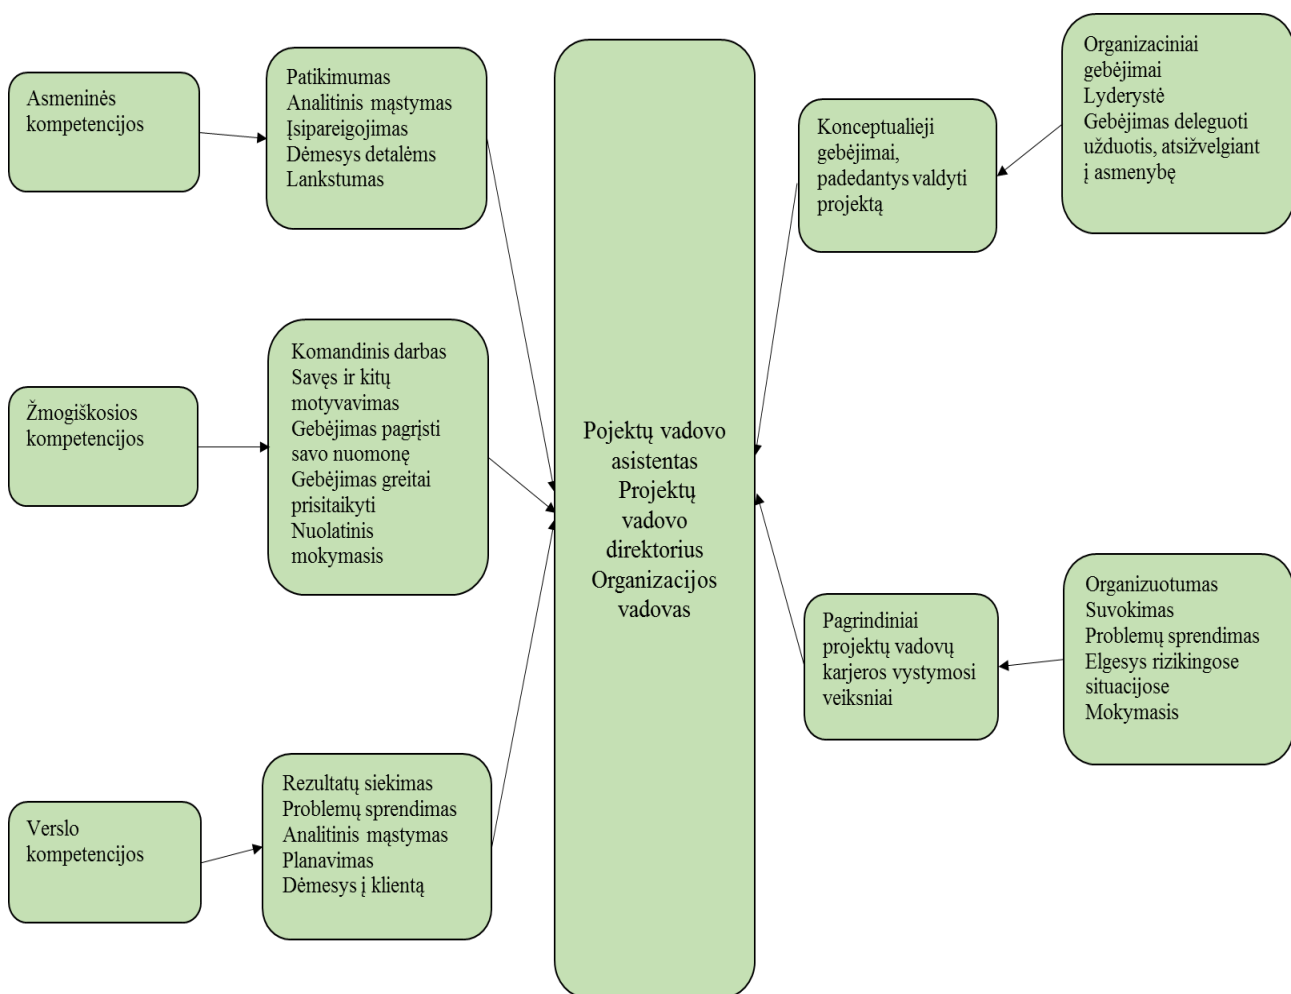 Asmeninės
kompetencijos
Patikimumas
Analitinis mąstymas
Įsipareigojimas
Dėmesys detalėms
Lankstumas
Žmogiškosios
kompetencijos
Komandinis darbas
Savęs ir kitų
motyvavimas
Gebėjimas pagrįsti
savo nuomonę
Gebėjimas greitai
prisitaikyti
Nuolatinis
mokymasis
Verslo
kompetencijos
Rezultatų siekimas
Problemų sprendimas
Analitinis mąstymas
Planavimas
Dėmesys į klientą
Pojektų vadovo
asistentas
Projektų
vadovo
direktorius
Organizacijos
vadovas
Konceptualieji
gebėjimai,
padedantys valdyti
projektą
Organizaciniai
gebėjimai
Lyderystė
Gebėjimas deleguoti
užduotis, atsižvelgiant
į asmenybę
Pagrindiniai
projektų vadovų
karjeros vystymosi
veiksniai
Organizuotumas
Suvokimas
Problemų sprendimas
Elgesys rizikingose
situacijose
Mokymasis